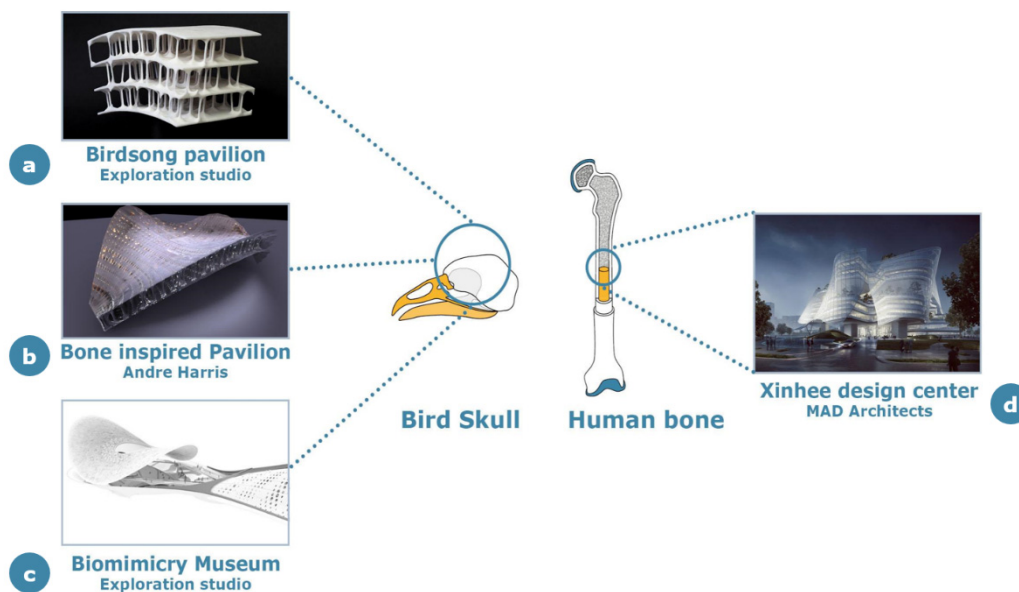 a
Birdsong pavilion
Exploration studio
b
Bone inspired Pavilion
Andre Harris
c
Biomimicry Museum
Exploration studio
Bird Skull
Human bone
Xinhee design center
MAD Architects
d